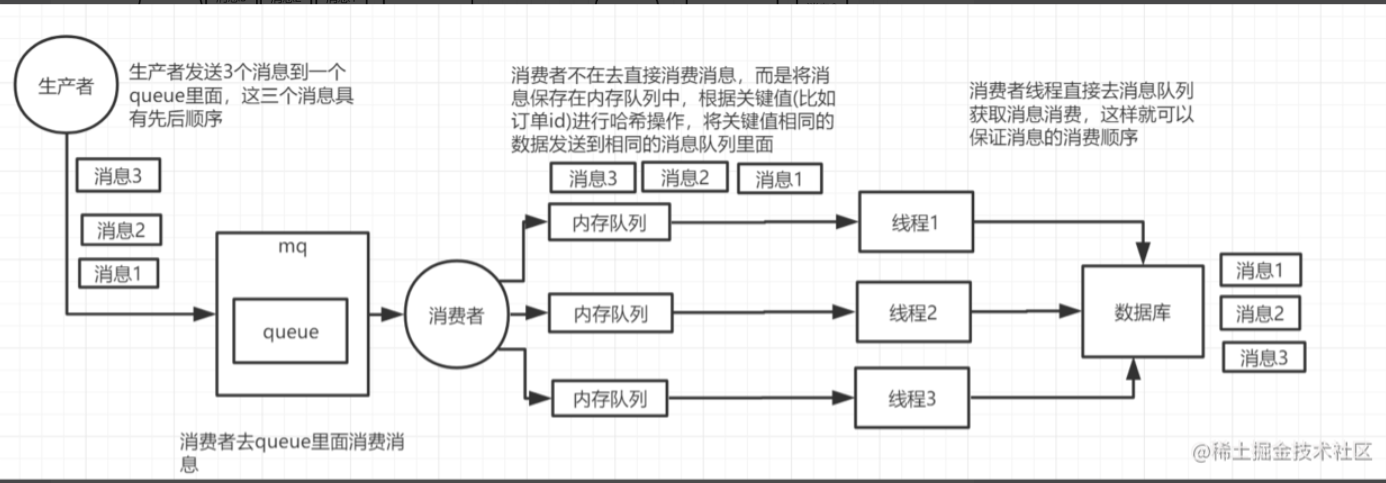 生产者
生产者发送3个消息到一个
queue里面，这三个消息具
有先后顺序
消息3
消息2
消息1
mq
queue
消费者去queue里面消费消
息
消费者
消费者不在去直接消费消息，而是将消
息保存在内存队列中，根据关键值(比如
订单id)进行哈希操作，将关键值相同的
数据发送到相同的消息队列里面
消息3
消息2
消息1
内存队列
内存队列
内存队列
线程1
线程2
线程3
消费者线程直接去消息队列
获取消息消费，这样就可以
保证消息的消费顺序
数据库
消息1
消息2
消息3
@稀土掘金技术社区